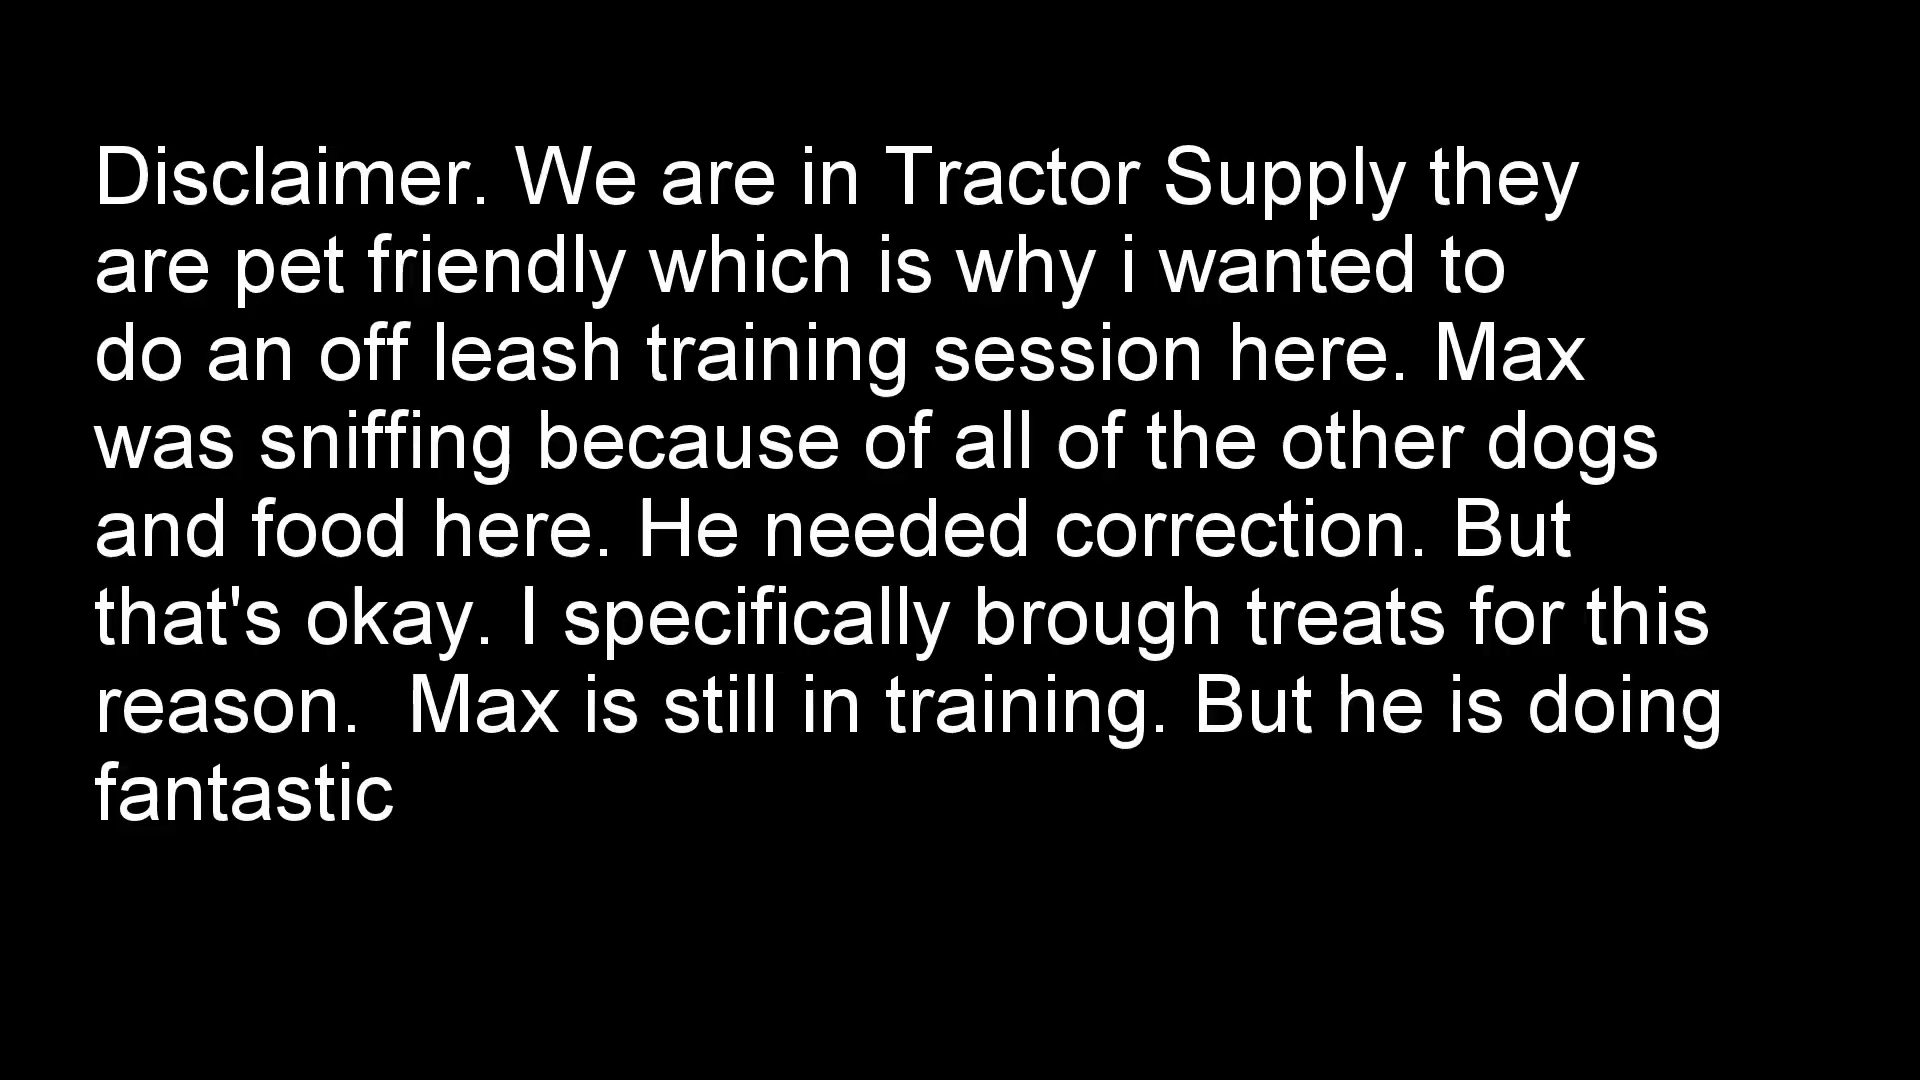 Disclaimer. We are in Tractor Supply they
are pet friendly which is why i wanted to
do an off leash training session here. Max
was sniffing because of all of the other dogs
and food here. He needed correction. But
that's okay. I specifically brough treats for this
reason.  Max is still in training. But he is doing
fantastic